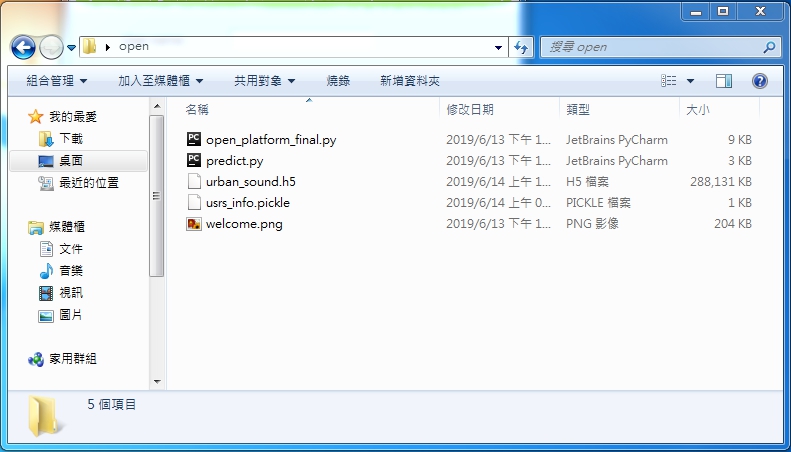 open
搜尋 open
組合管理 加入至媒體櫃 共用對象 燒錄 新增資料夾
我的最愛
下載
桌面
最近的位置
媒體櫃
文件
音樂
視訊
圖片
家用群組
名稱 修改日期 類型 大小
open_platform_final.py 2019/6/13 下午 1... JetBrains PyCharm 9 KB
predict.py 2019/6/13 下午 1... JetBrains PyCharm 3 KB
urban_sound.h5 2019/6/14 上午 1... H5 檔案 288,131 KB
usrs_info.pickle 2019/6/14 上午 0... PICKLE 檔案 1 KB
welcome.png 2019/6/13 下午 1... PNG 影像 204 KB
5 個項目